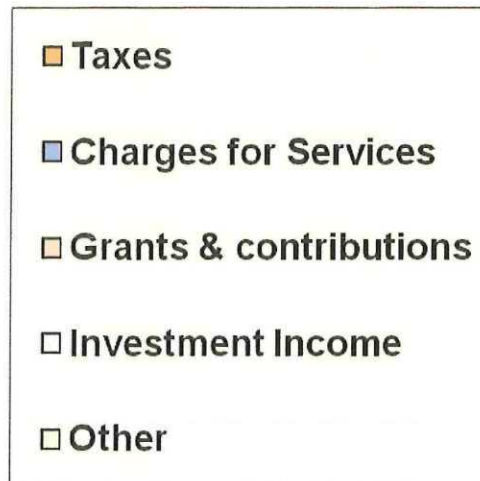 Taxes
Charges for Services
Grants & contributions
Investment Income
Other